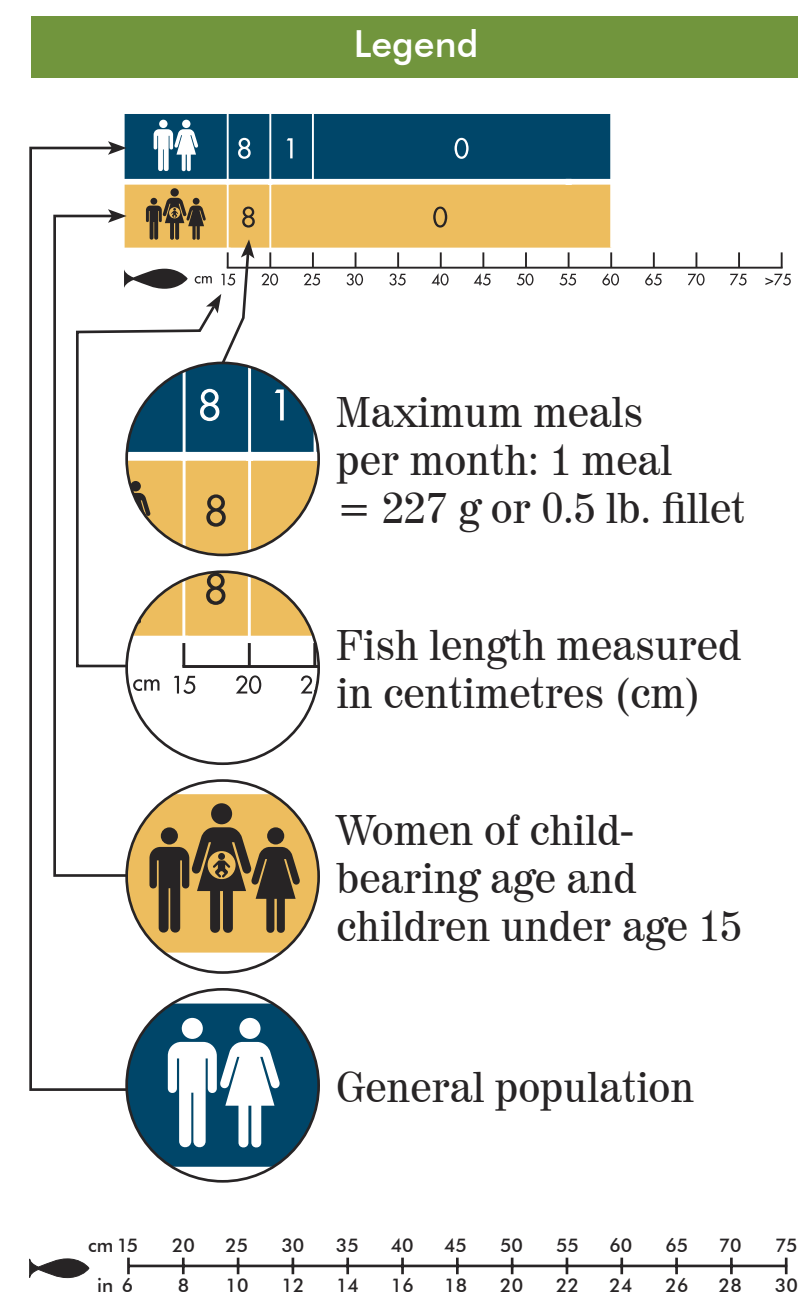 Legend
8 1 0
8 0
cm 15 20 25 30 35 40 45 50 55 60 65 70 75 >75
8 1
8
Maximum meals
per month: 1 meal
= 227 g or 0.5 lb. fillet
8
cm 15 20 2
Fish length measured
in centimetres (cm)
Women of child-
bearing age and
children under age 15
General population
cm 15 20 25 30 35 40 45 50 55 60 65 70 75
in 6 8 10 12 14 16 18 20 22 24 26 28 30